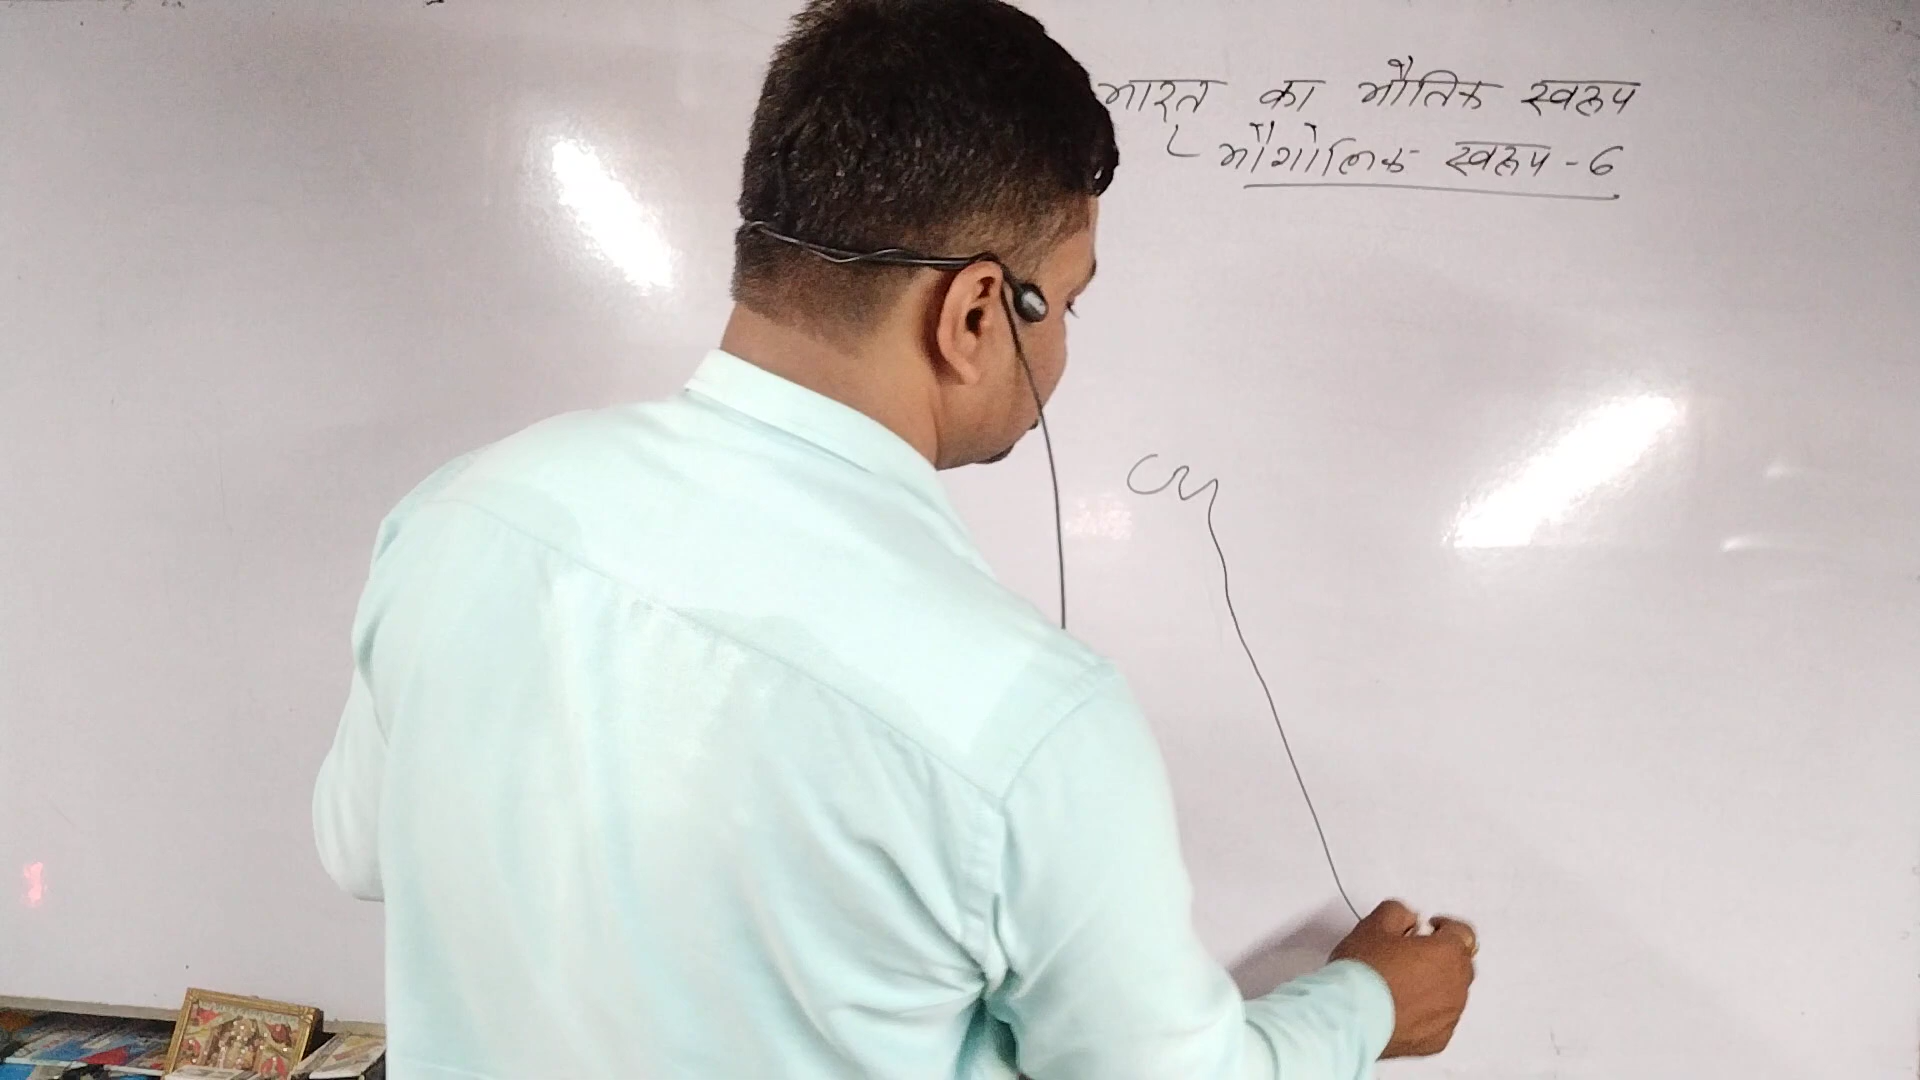 भारत का भौतिक स्वरूप
भौगोलिक स्वरूप - 6